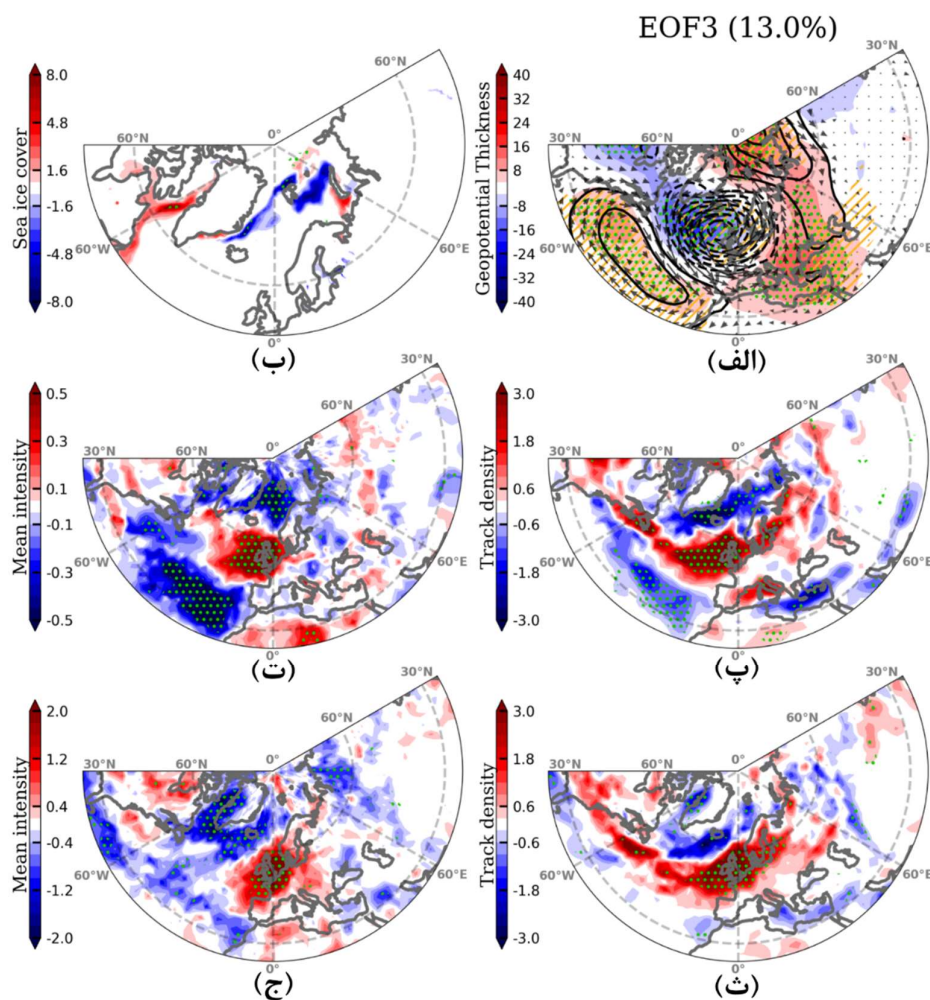 EOF3 (13.0%)
Sea ice cover
8.0
4.8
1.6
-1.6
-4.8
-8.0
60°N
0°
60°W
60°E
0°
(ب)
Geopotential Thickness
40
32
24
16
8
-8
-16
-24
-32
-40
30°N
60°N
30°N
60°N
0°
60°W
60°E
0°
(الف)
Mean intensity
0.5
0.3
0.1
-0.1
-0.3
-0.5
30°N
60°N
30°N
0°
60°W
60°E
0°
(ت)
Track density
3.0
1.8
0.6
-0.6
-1.8
-3.0
30°N
60°N
30°N
0°
60°W
60°E
0°
(پ)
Mean intensity
2.0
1.2
0.4
-0.4
-1.2
-2.0
30°N
60°N
30°N
0°
60°W
60°E
0°
(ج)
Track density
3.0
1.8
0.6
-0.6
-1.8
-3.0
30°N
60°N
30°N
0°
60°W
60°E
0°
(ث)